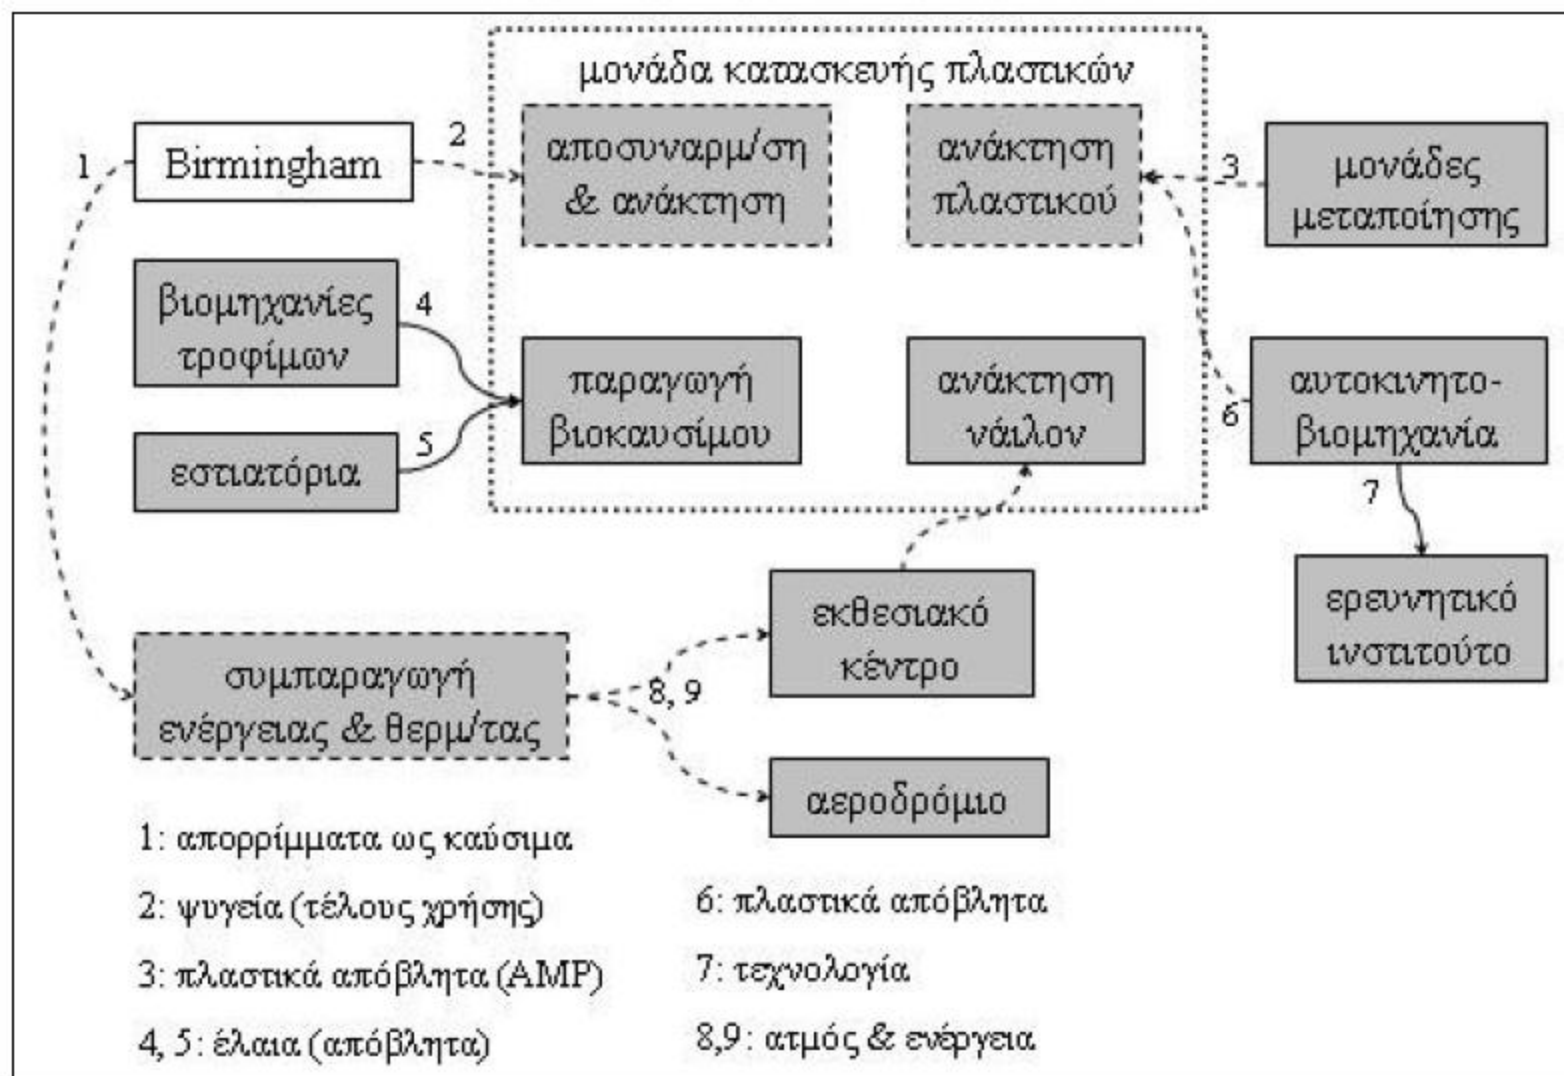 μονάδα κατασκευής πλαστικών
1
Birmingham
2
αποσυναρμ/ση
& ανάκτηση
ανάκτηση
πλαστικού
3
μονάδες
μεταποίησης
βιομηχανίες
τροφίμων
4
εστιατόρια
5
παραγωγή
βιοκαυσίμου
ανάκτηση
νάιλον
6
αυτοκινητο-
βιομηχανία
7
ερευνητικό
ινστιτούτο
συμπαραγωγή
ενέργειας & θερμ/τας
8, 9
εκθεσιακό
κέντρο
αεροδρόμιο
1: απορρίμματα ως καύσιμα
2: ψυγεία (τέλους χρήσης)
3: πλαστικά απόβλητα (AMP)
4, 5: έλαια (απόβλητα)
6: πλαστικά απόβλητα
7: τεχνολογία
8,9: ατμός & ενέργεια